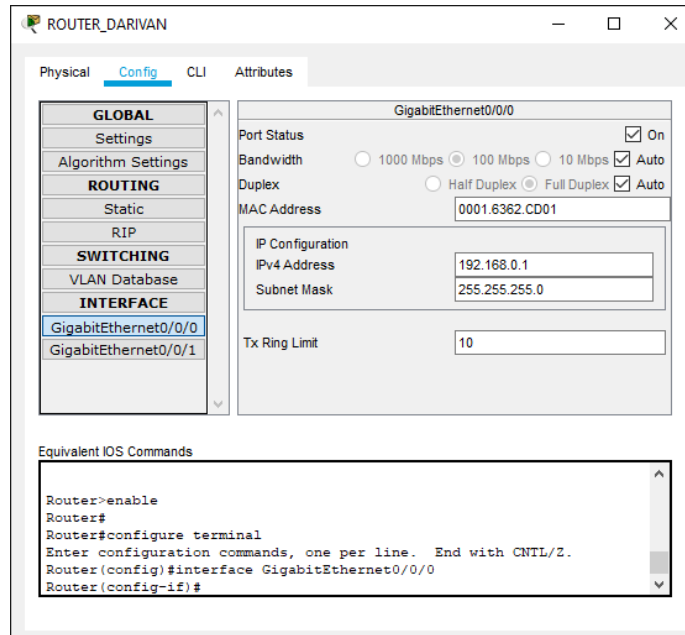 ROUTER_DARIVAN
Physical Config CLI Attributes
GLOBAL
Settings
Algorithm Settings
ROUTING
Static
RIP
SWITCHING
VLAN Database
INTERFACE
GigabitEthernet0/0/0
GigabitEthernet0/0/1
GigabitEthernet0/0/0
Port Status On
Bandwidth 1000 Mbps 100 Mbps 10 Mbps Auto
Duplex Half Duplex Full Duplex Auto
MAC Address 0001.6362.CD01
IP Configuration
IPv4 Address 192.168.0.1
Subnet Mask 255.255.255.0
Tx Ring Limit 10
Equivalent IOS Commands
Router>enable
Router#
Router#configure terminal
Enter configuration commands, one per line. End with CNTL/Z.
Router(config)#interface GigabitEthernet0/0/0
Router(config-if)#